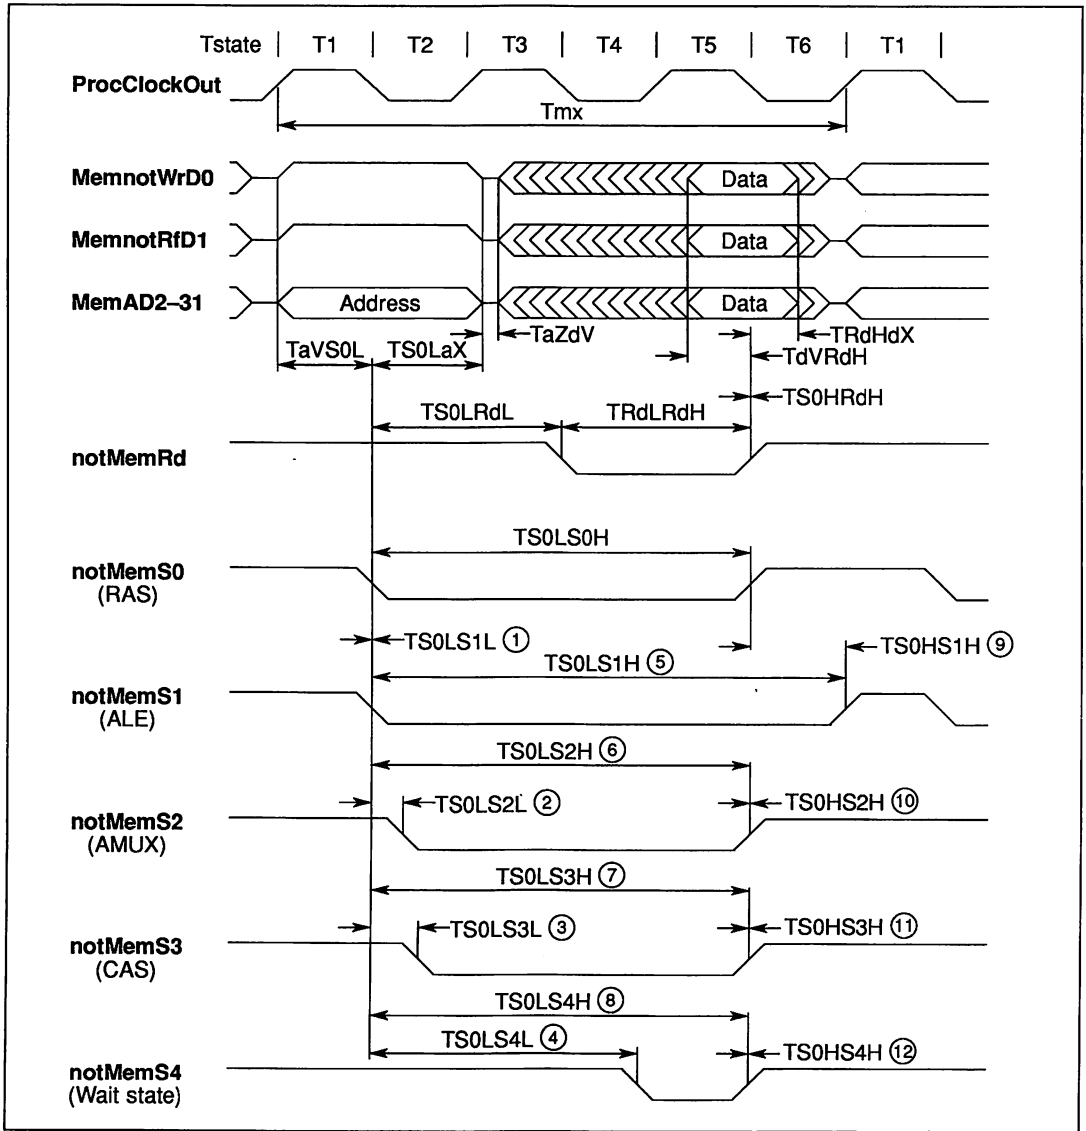 Tstate | T1 | T2 | T3 | T4 | T5 | T6 | T1 |
ProcClockOut
Tmx
MemnotWrD0 Data
MemnotRfD1 Data
MemAD2–31 Address Data
TaZdV TRdHdX
TaVS0L TS0LaX TdVRdH
TS0HRdH
TS0LRdL TRdLRdH
notMemRd
TS0LS0H
notMemS0
(RAS)
TS0LS1L ① TS0HS1H ⑨
TS0LS1H ⑤
notMemS1
(ALE)
TS0LS2H ⑥
TS0LS2L ② TS0HS2H ⑩
notMemS2
(AMUX)
TS0LS3H ⑦
TS0LS3L ③ TS0HS3H ⑪
notMemS3
(CAS)
TS0LS4H ⑧
TS0LS4L ④ TS0HS4H ⑫
notMemS4
(Wait state)